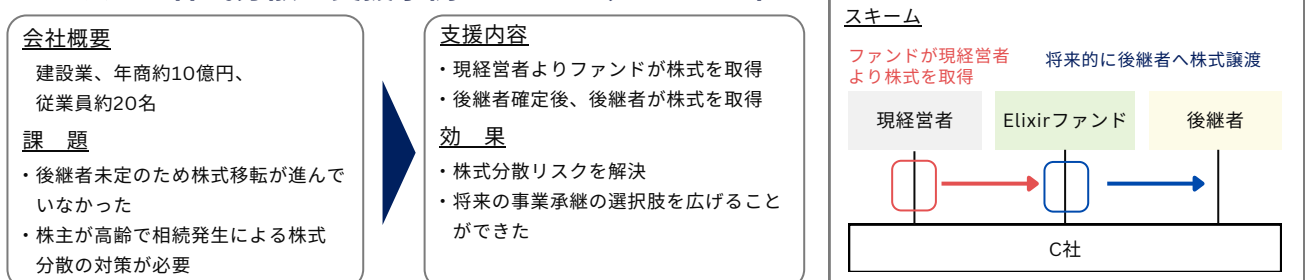 会社概要
建設業、年商約10億円、
従業員約20名
課　題
・後継者未定のため株式移転が進んで
いなかった
・株主が高齢で相続発生による株式
分散の対策が必要
支援内容
・現経営者よりファンドが株式を取得
・後継者確定後、後継者が株式を取得
効　果
・株式分散リスクを解決
・将来の事業承継の選択肢を広げること
ができた
スキーム
ファンドが現経営者
より株式を取得
将来的に後継者へ株式譲渡
現経営者
Elixirファンド
後継者
C社